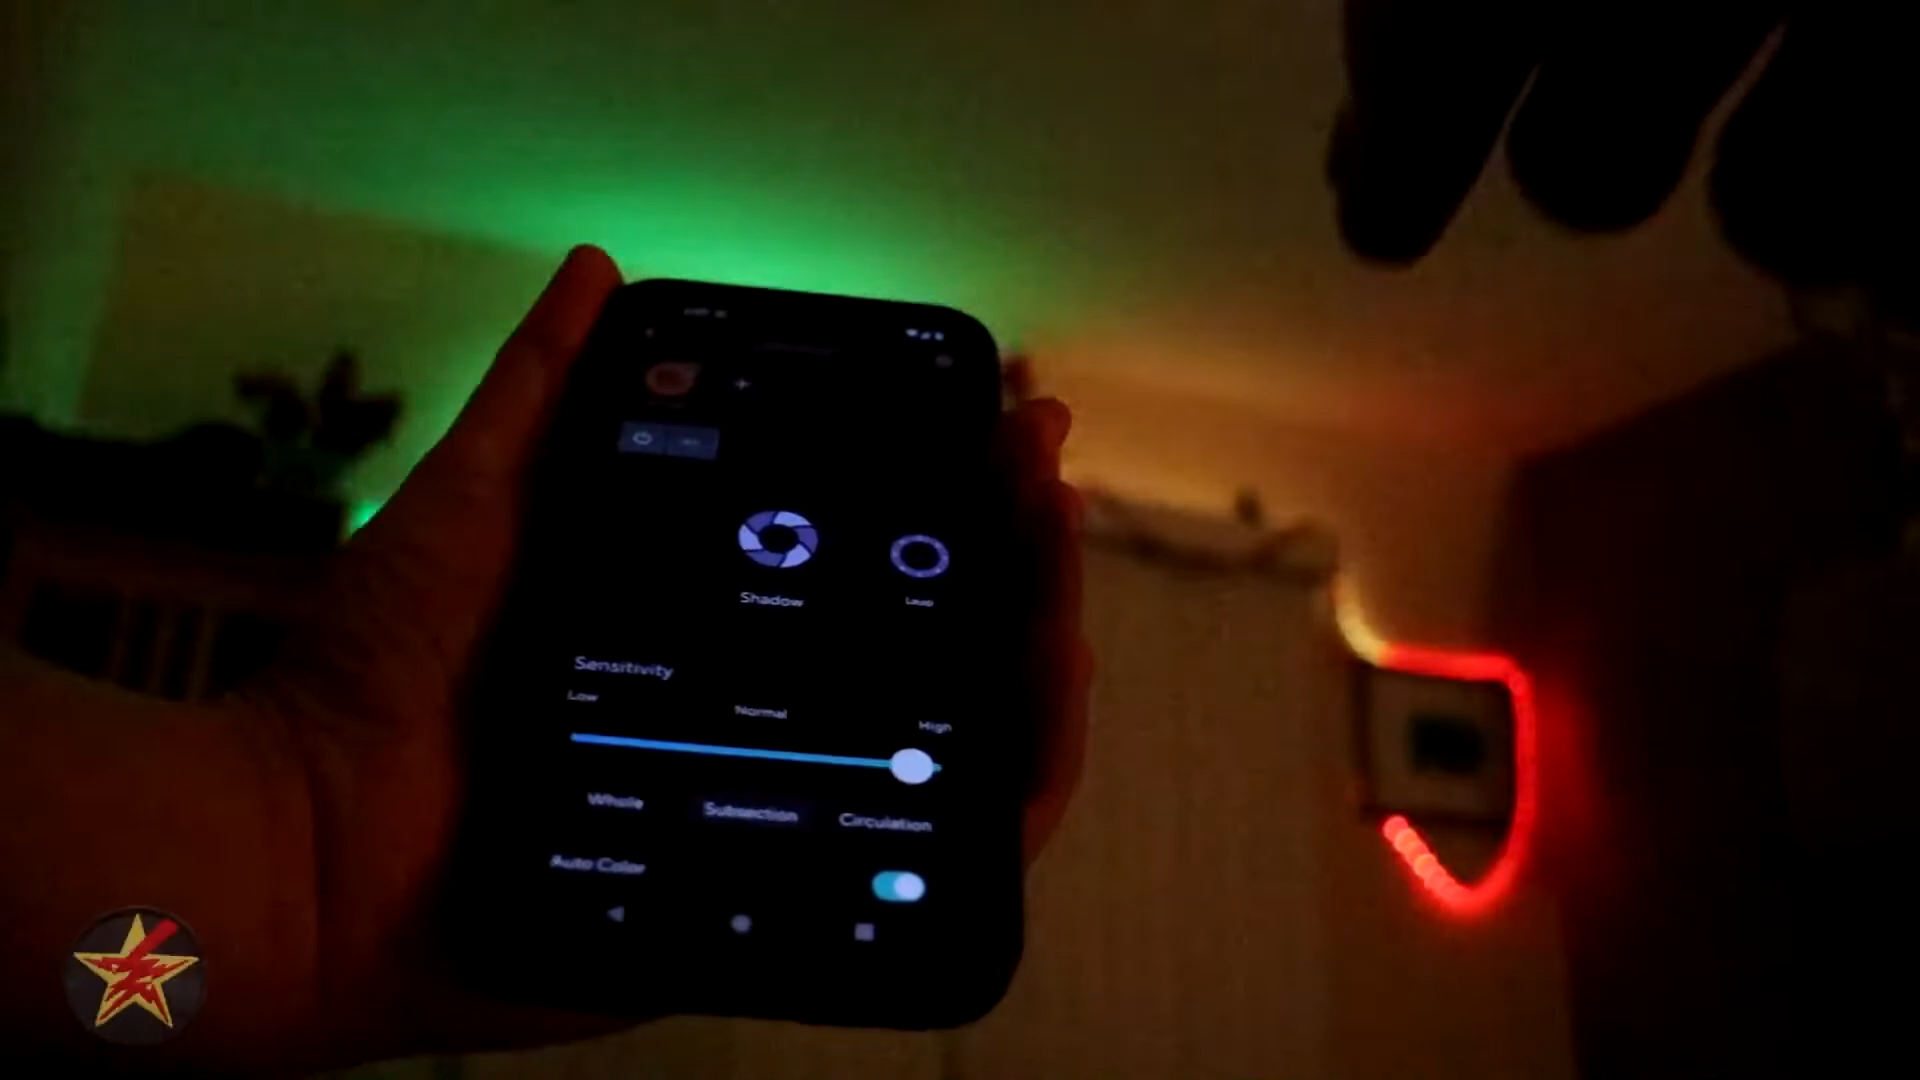 Shadow
Sensitivity
Low
Normal
High
Whole
Subsection
Circulation
Auto Color